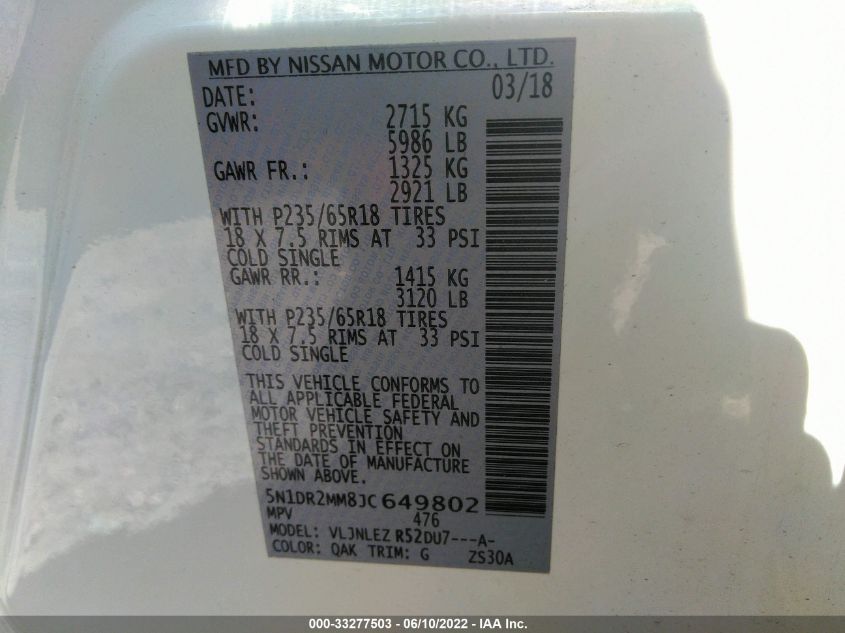 MFD BY NISSAN MOTOR CO., LTD.
DATE: 03/18
GVWR: 2715 KG
5986 LB
GAWR FR.: 1325 KG
2921 LB
WITH P235/65R18 TIRES
18 X 7.5 RIMS AT 33 PSI
COLD SINGLE
GAWR RR.: 1415 KG
3120 LB
WITH P235/65R18 TIRES
18 X 7.5 RIMS AT 33 PSI
COLD SINGLE
THIS VEHICLE CONFORMS TO
ALL APPLICABLE FEDERAL
MOTOR VEHICLE SAFETY AND
THEFT PREVENTION
STANDARDS IN EFFECT ON
THE DATE OF MANUFACTURE
SHOWN ABOVE.
5N1DR2MM8JC649802
MPV 476
MODEL: VLJNLEZ R52DU7---A-
COLOR: QAK TRIM: G ZS30A
000-33277503 - 06/10/2022 - IAA Inc.